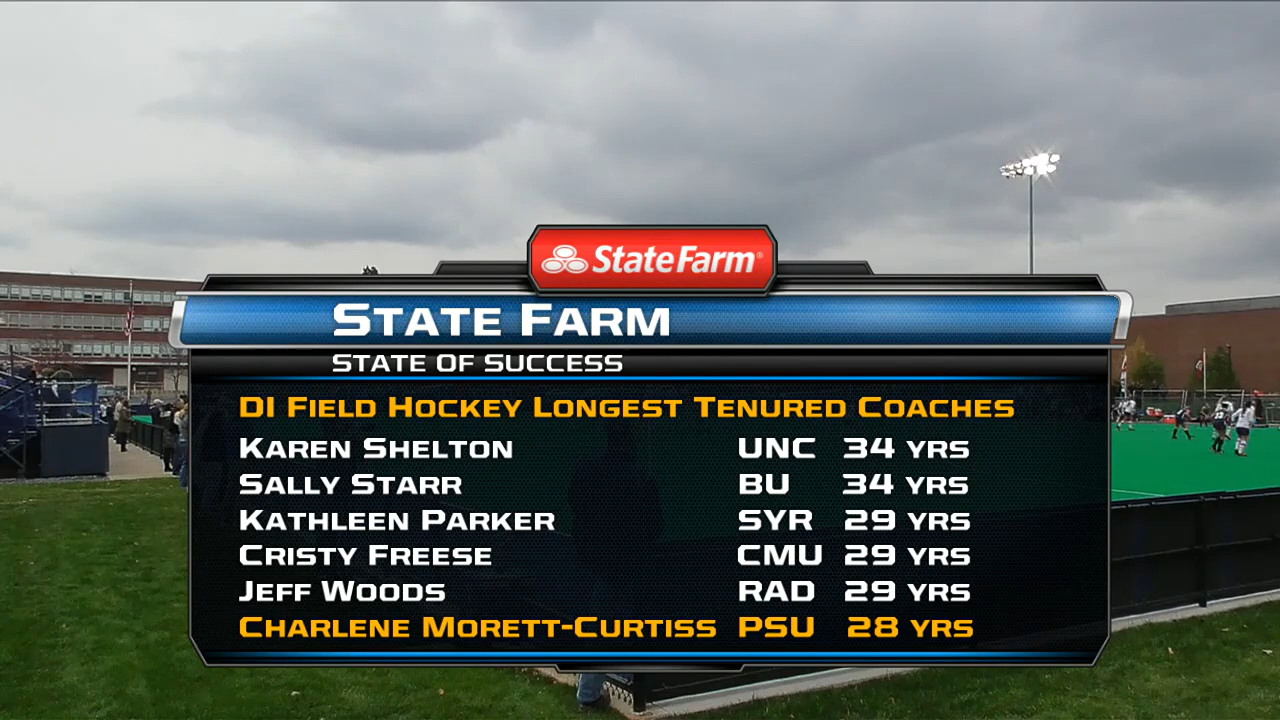 StateFarm®
STATE FARM
STATE OF SUCCESS
DI FIELD HOCKEY LONGEST TENURED COACHES
KAREN SHELTON UNC 34 YRS
SALLY STARR BU 34 YRS
KATHLEEN PARKER SYR 29 YRS
CRISTY FREESE CMU 29 YRS
JEFF WOODS RAD 29 YRS
CHARLENE MORETT-CURTISS PSU 28 YRS